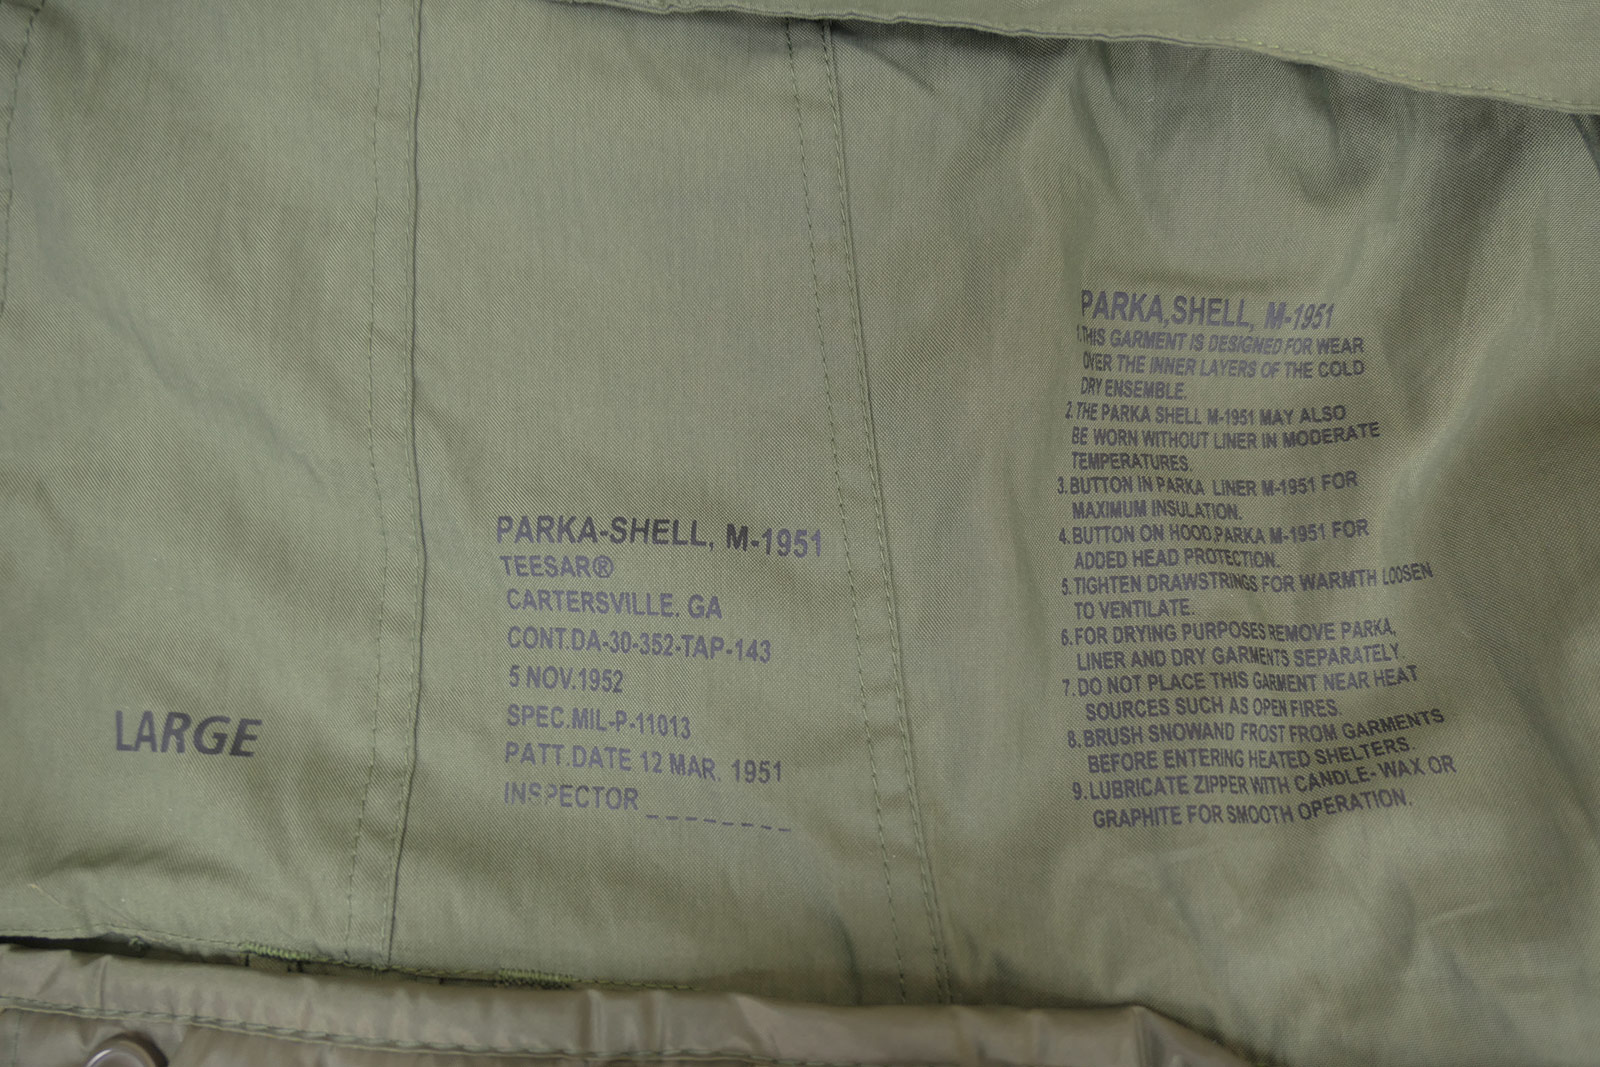 LARGE
PARKA-SHELL, M-1951
TEESAR®
CARTERSVILLE, GA
CONT.DA-30-352-TAP-143
5 NOV.1952
SPEC.MIL-P-11013
PATT.DATE 12 MAR. 1951
INSPECTOR _ _ _ _ _ _ _ _
PARKA,SHELL, M-1951
1.THIS GARMENT IS DESIGNED FOR WEAR
OVER THE INNER LAYERS OF THE COLD
DRY ENSEMBLE.
2.THE PARKA SHELL M-1951 MAY ALSO
BE WORN WITHOUT LINER IN MODERATE
TEMPERATURES.
3.BUTTON IN PARKA LINER M-1951 FOR
MAXIMUM INSULATION.
4.BUTTON ON HOOD,PARKA M-1951 FOR
ADDED HEAD PROTECTION.
5.TIGHTEN DRAWSTRINGS FOR WARMTH LOOSEN
TO VENTILATE.
6.FOR DRYING PURPOSES REMOVE PARKA,
LINER AND DRY GARMENTS SEPARATELY.
7.DO NOT PLACE THIS GARMENT NEAR HEAT
SOURCES SUCH AS OPEN FIRES.
8.BRUSH SNOWAND FROST FROM GARMENTS
BEFORE ENTERING HEATED SHELTERS.
9.LUBRICATE ZIPPER WITH CANDLE-WAX OR
GRAPHITE FOR SMOOTH OPERATION.